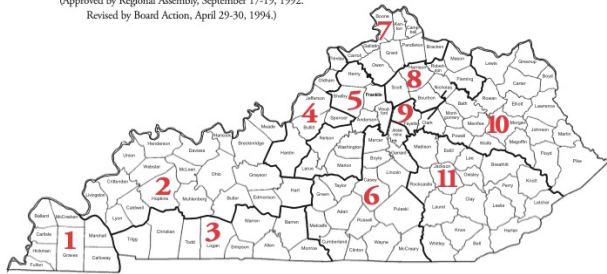 (Approved by Regional Assembly, September 17-19, 1992.
Revised by Board Action, April 29-30, 1994.)
7
Boone
Campbell
Gallatin
Grant
Pendleton
Bracken
Carroll
Owen
Trimble
Mason
Lewis
Greenup
Boyd
Carter
8
Harrison
Fleming
Nicholas
Rowan
Elliott
Lawrence
Oldham
Henry
Scott
Bourbon
Bath
10
4
Jefferson
Bullitt
5
Shelby
Franklin
Spencer
Anderson
9
Fayette
Clark
Menifee
Morgan
Johnson
Martin
Powell
Wolfe
Magoffin
Floyd
Pike
Meade
Hardin
Nelson
Washington
Mercer
Garrard
Madison
Estill
Lee
Breathitt
Knott
Letcher
Hancock
Breckinridge
Larue
Marion
Boyle
Lincoln
11
Jackson
Owsley
Perry
Henderson
Daviess
Union
Webster
McLean
Ohio
Grayson
Hart
Green
Taylor
Casey
Rockcastle
Laurel
Clay
Leslie
Harlan
2
Crittenden
Hopkins
Muhlenberg
Butler
Edmonson
6
Adair
Russell
Pulaski
Knox
Bell
Whitley
Livingston
Lyon
Caldwell
Warren
Barren
Metcalfe
Cumberland
Clinton
Wayne
McCreary
Monroe
Ballard
McCracken
Marshall
Carlisle
1
Graves
Hickman
Fulton
Calloway
Trigg
Christian
Todd
3
Logan
Simpson
Allen